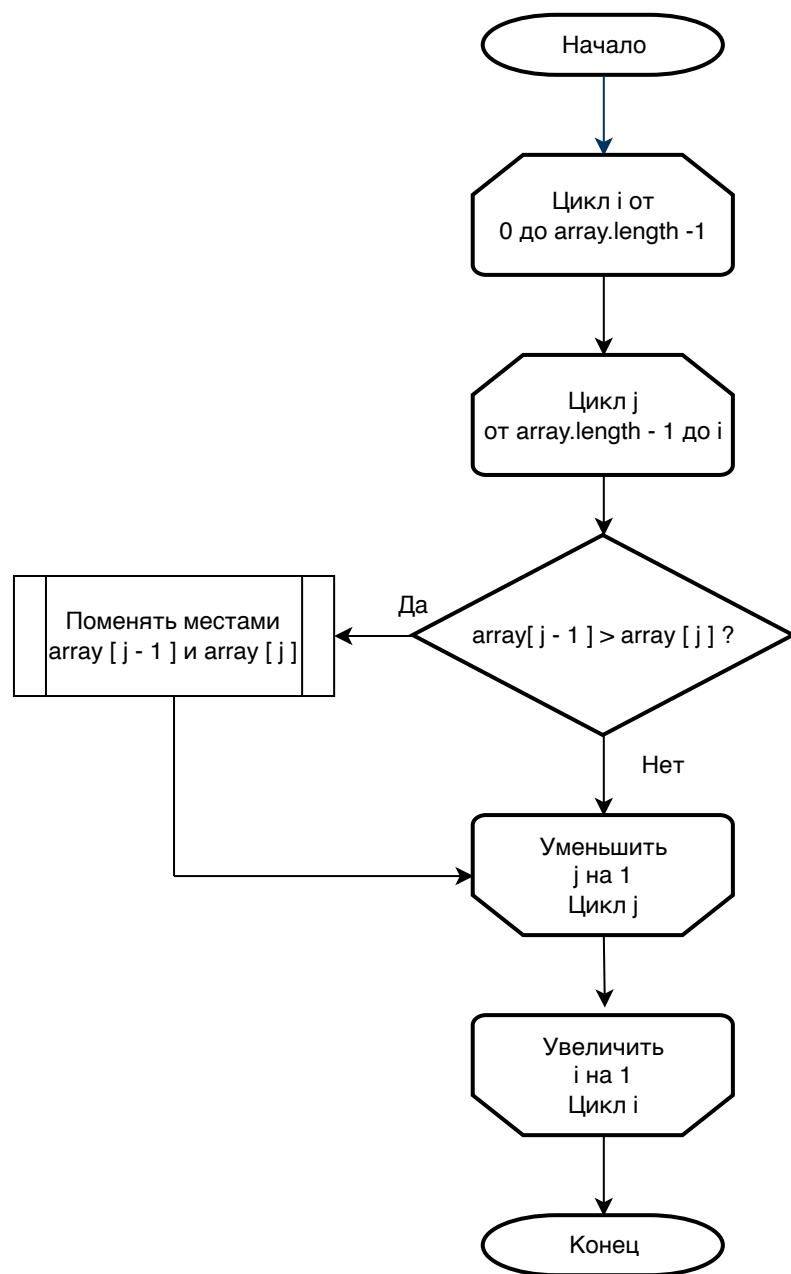 Начало
Цикл i от
0 до array.length -1
Цикл j
от array.length - 1 до i
array[ j - 1 ] > array [ j ] ?
Да
Поменять местами
array [ j - 1 ] и array [ j ]
Нет
Уменьшить
j на 1
Цикл j
Увеличить
i на 1
Цикл i
Конец